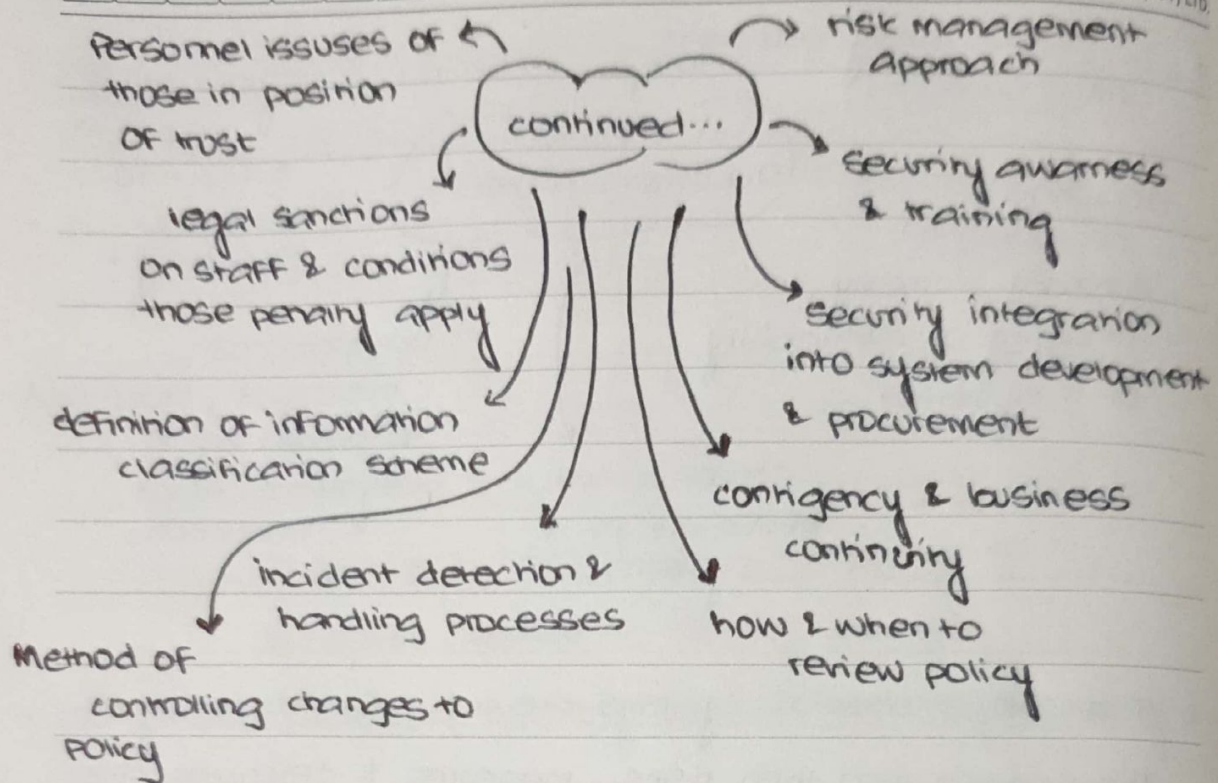 continued...
risk management
approach
security awarness
& training
security integration
into system development
& procurement
contigency & business
continuity
how & when to
review policy
incident detection &
handling processes
Method of
controlling changes to
policy
definition of information
classification scheme
legal sanctions
on staff & conditions
those penalty apply
Personnel issuses of
those in position
of trust